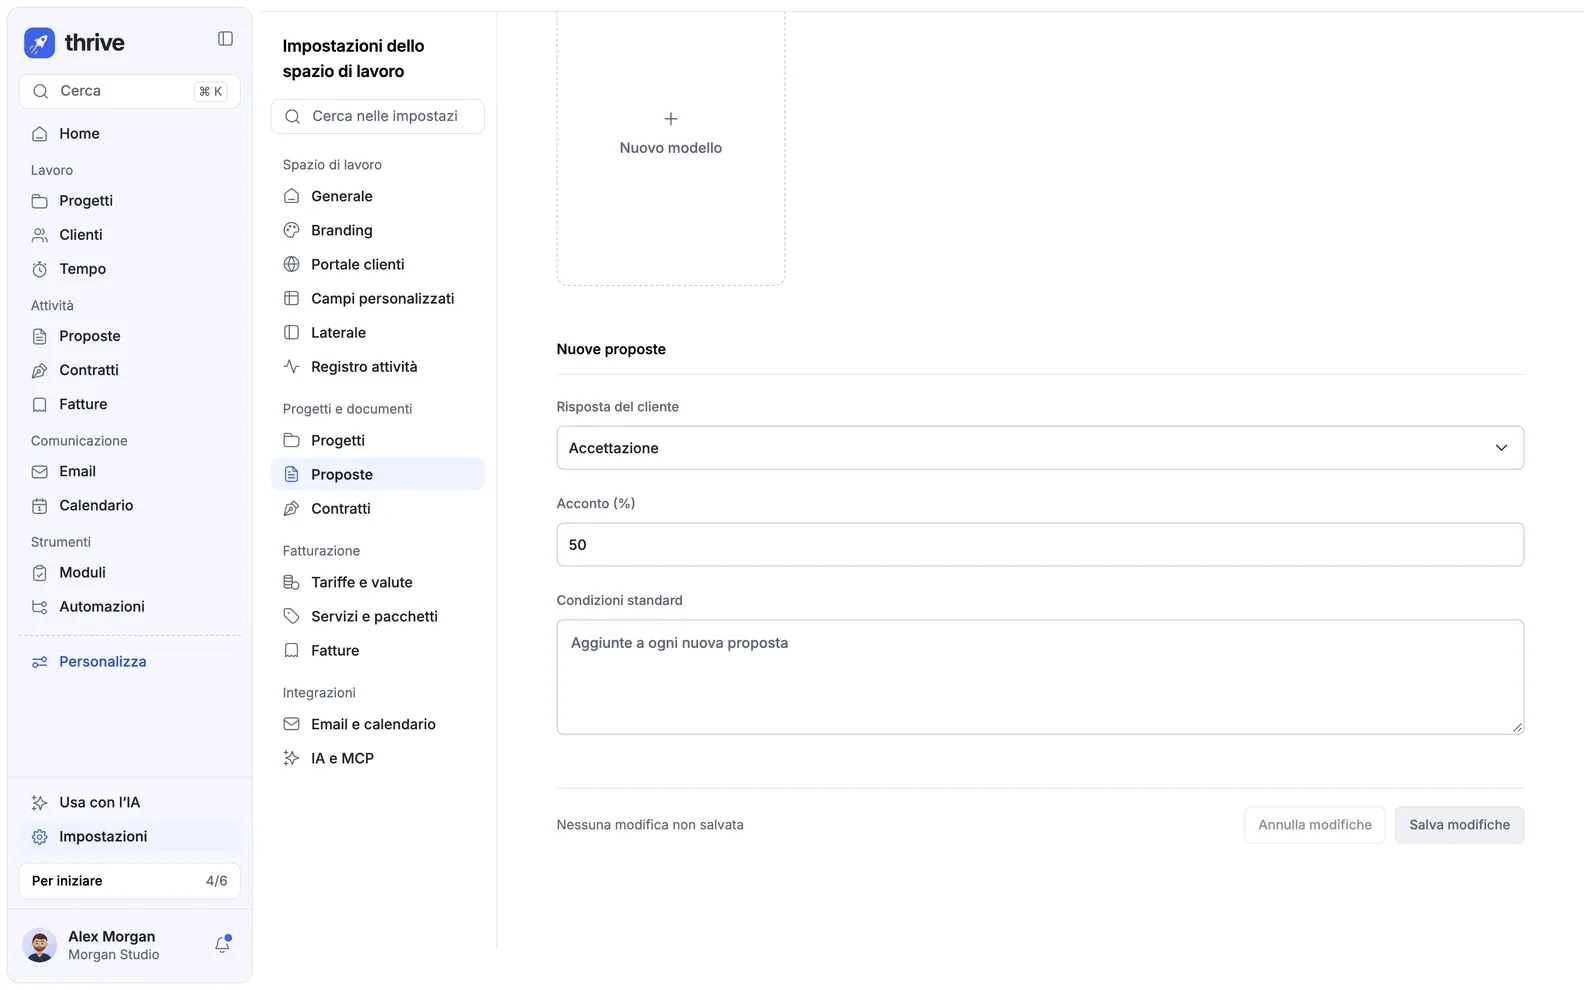 thrive
Cerca
⌘ K
Home
Lavoro
Progetti
Clienti
Tempo
Attività
Proposte
Contratti
Fatture
Comunicazione
Email
Calendario
Strumenti
Moduli
Automazioni
Personalizza
Usa con l’IA
Impostazioni
Per iniziare 4/6
Alex Morgan
Morgan Studio
Impostazioni dello
spazio di lavoro
Cerca nelle impostazi
Spazio di lavoro
Generale
Branding
Portale clienti
Campi personalizzati
Laterale
Registro attività
Progetti e documenti
Progetti
Proposte
Contratti
Fatturazione
Tariffe e valute
Servizi e pacchetti
Fatture
Integrazioni
Email e calendario
IA e MCP
Nuovo modello
Nuove proposte
Risposta del cliente
Accettazione
Acconto (%)
50
Condizioni standard
Aggiunte a ogni nuova proposta
Nessuna modifica non salvata
Annulla modifiche
Salva modifiche